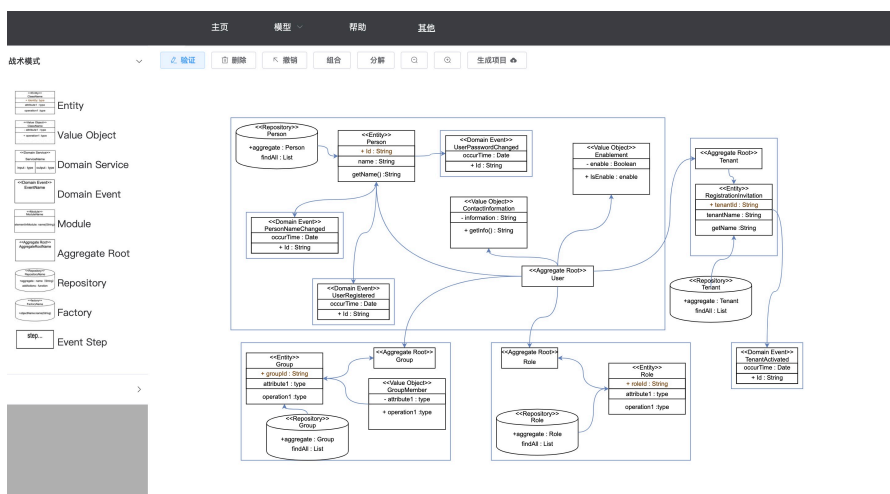 主页
模型
帮助
其他
战术模式
验证
删除
撤销
组合
分解
生成项目
Entity
Value Object
<<Domain Service>>
Domain Service
<<Domain Event>>
EventName
Domain Event
Module
<<Aggregate Root>>
AggregateRootName
Aggregate Root
Repository
Factory
step...
Event Step
<<Repository>>
Person
+aggregate : Person
findAll : List
<<Entity>>
Person
+ Id : String
name : String
getName() :String
<<Domain Event>>
UserPasswordChanged
occurTime : Date
+ Id : String
<<Value Object>>
Enablement
- enable : Boolean
+ IsEnable : enable
<<Aggregate Root>>
Tenant
<<Entity>>
RegistrationInvitation
+ tenantId : String
tenantName : String
getName :String
<<Value Object>>
ContactInformation
- information : String
+ getInfo() : String
<<Domain Event>>
PersonNameChanged
occurTime : Date
+ Id : String
<<Aggregate Root>>
User
<<Domain Event>>
UserRegistered
occurTime : Date
+ Id : String
<<Repository>>
Tenant
+aggregate : Tenant
findAll : List
<<Entity>>
Group
+ groupId : String
attribute1 : type
operation1 :type
<<Aggregate Root>>
Group
<<Value Object>>
GroupMember
- attribute1 : type
+ operation1 :type
<<Repository>>
Group
+aggregate : Group
findAll : List
<<Aggregate Root>>
Role
<<Entity>>
Role
+ roleId : String
attribute1 : type
operation1 :type
<<Repository>>
Role
+aggregate : Role
findAll : List
<<Domain Event>>
TenantActivated
occurTime : Date
+ Id : String